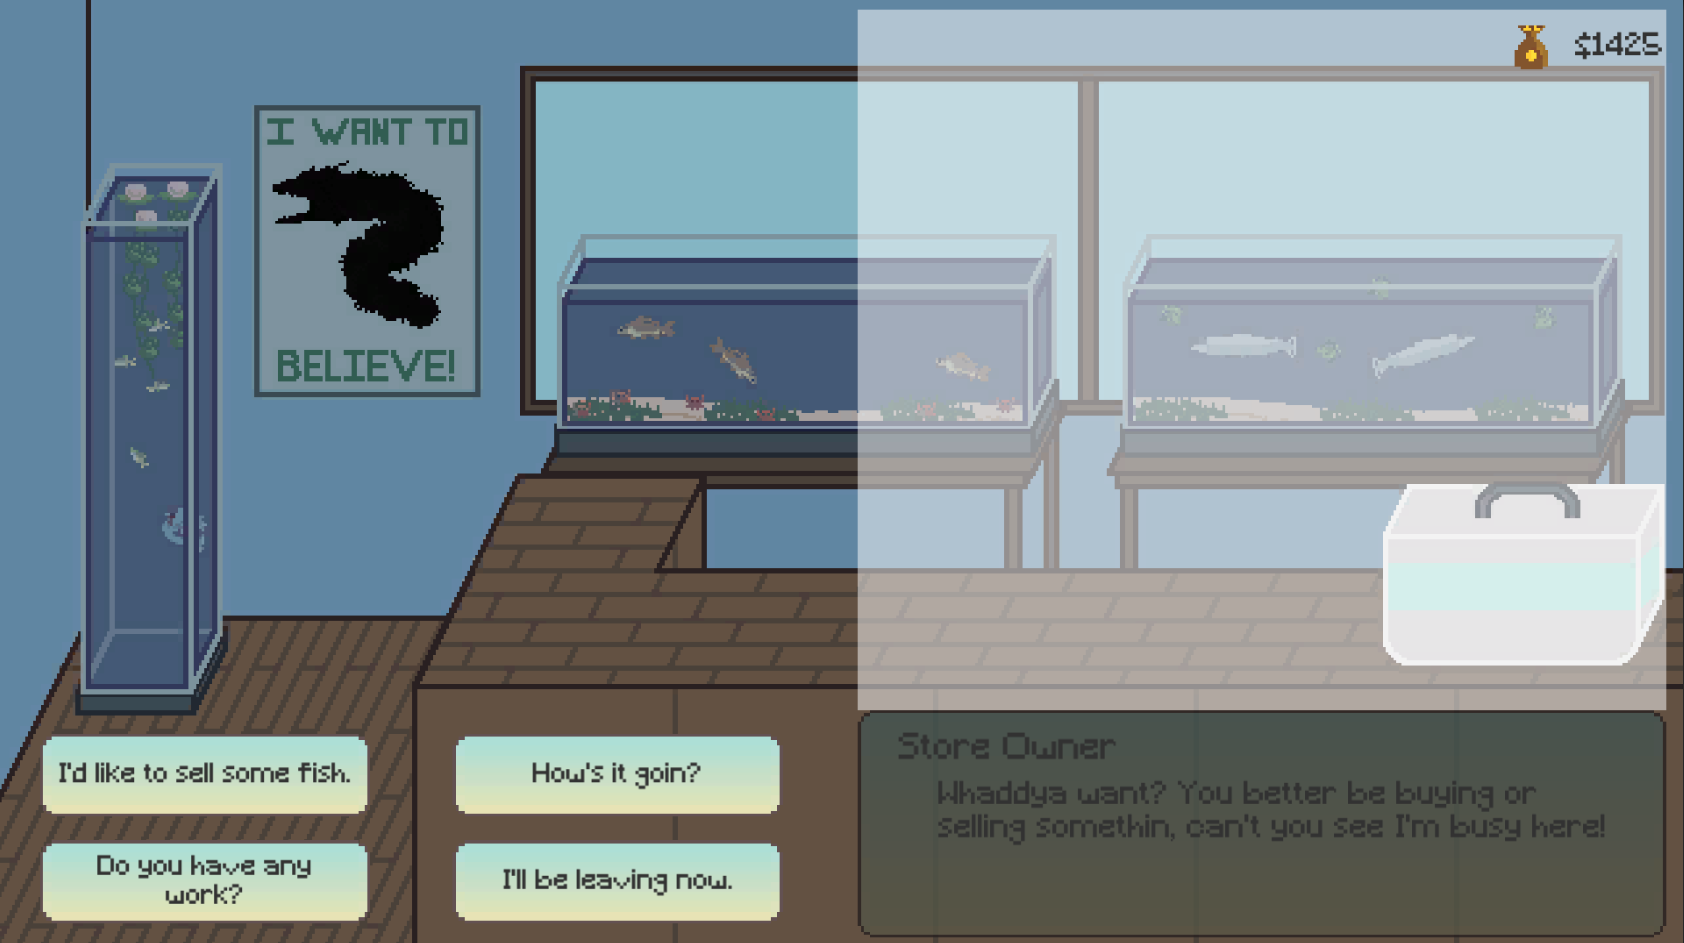 $1425
I WANT TO
BELIEVE!
Store Owner
Whaddya want? You better be buying or
selling somethin, can't you see I'm busy here!
I'd like to sell some fish.
How's it goin?
Do you have any
work?
I'll be leaving now.